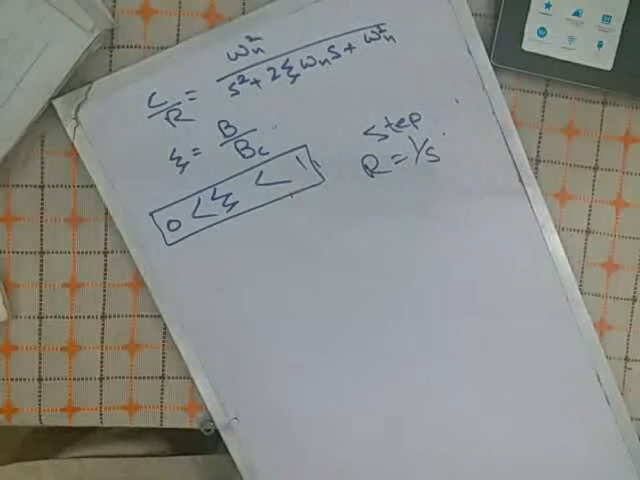 C/R = ωn²/(s² + 2ξωns + ωn²)
ξ = B/Bc
0 < ξ < 1
Step
R = 1/s